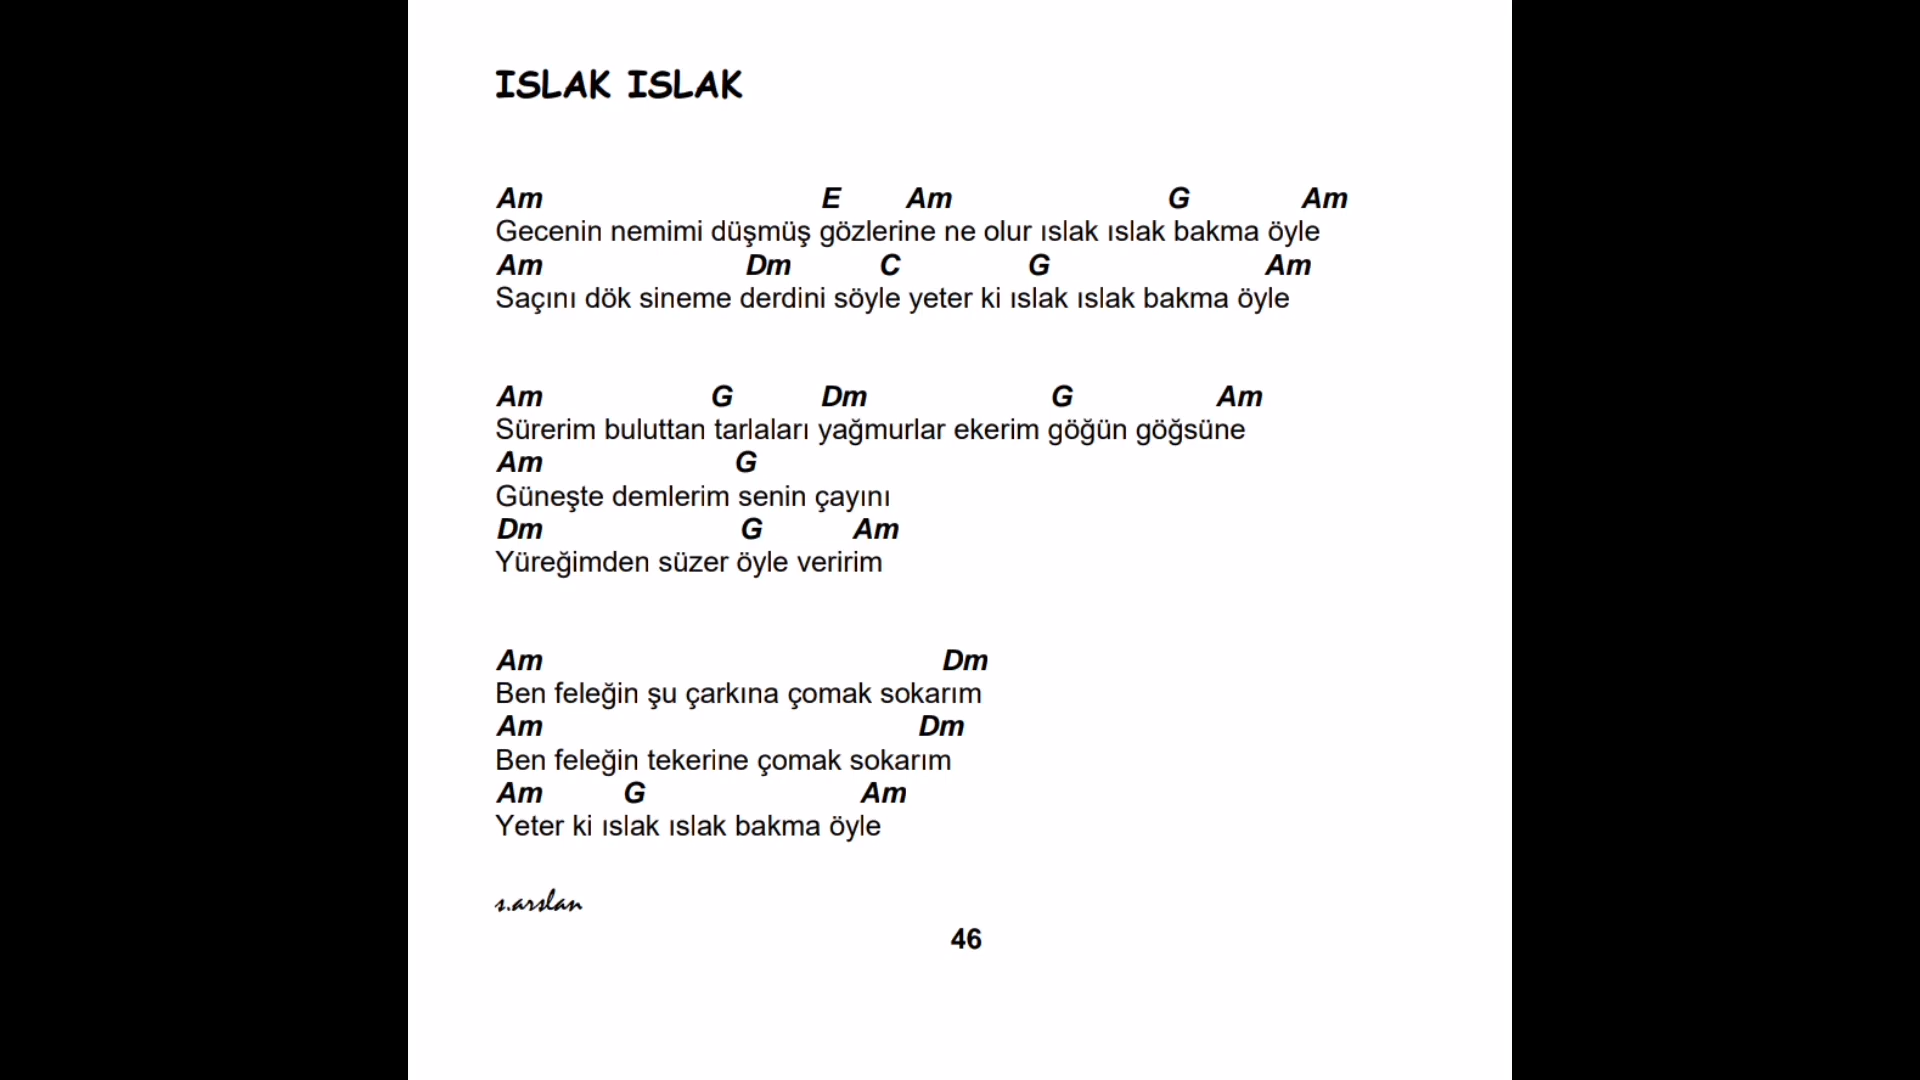 ISLAK ISLAK
Am E Am G Am
Gecenin nemimi düşmüş gözlerine ne olur ıslak ıslak bakma öyle
Am Dm C G Am
Saçını dök sineme derdini söyle yeter ki ıslak ıslak bakma öyle
Am G Dm G Am
Sürerim buluttan tarlaları yağmurlar ekerim göğün göğsüne
Am G
Güneşte demlerim senin çayını
Dm G Am
Yüreğimden süzer öyle veririm
Am Dm
Ben feleğin şu çarkına çomak sokarım
Am Dm
Ben feleğin tekerine çomak sokarım
Am G Am
Yeter ki ıslak ıslak bakma öyle
s.arslan
46